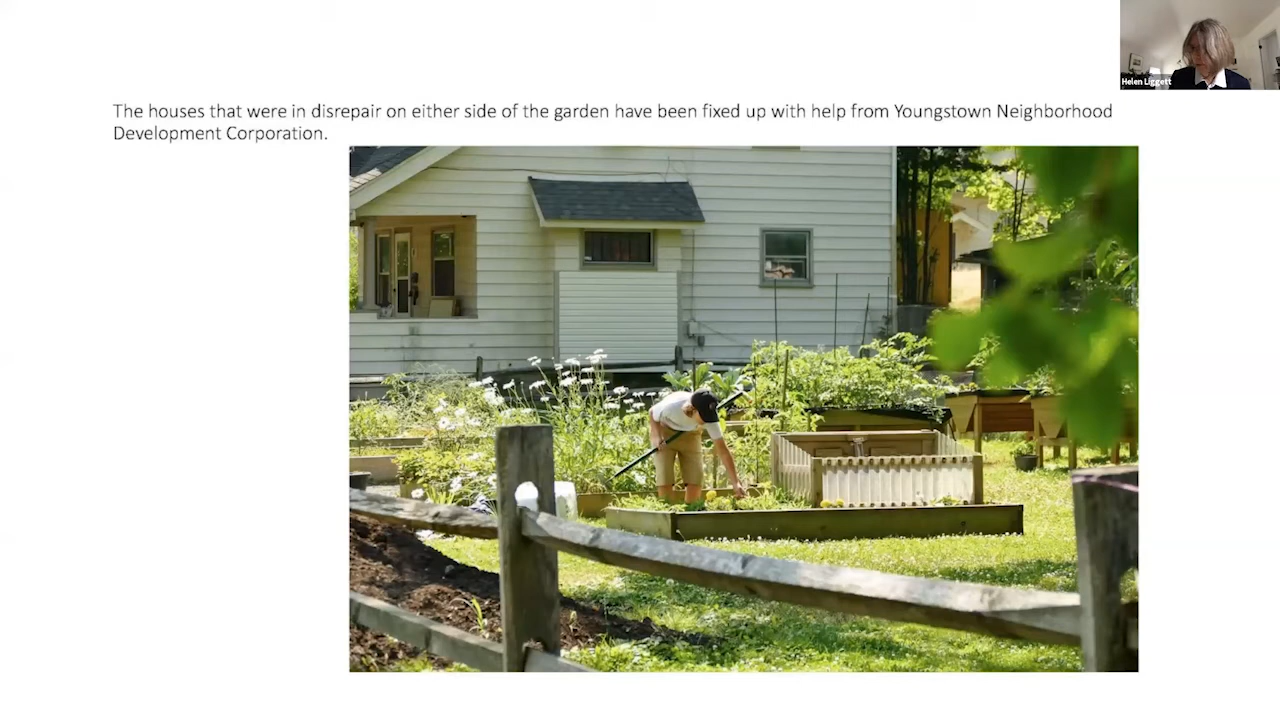 Helen Liggett
The houses that were in disrepair on either side of the garden have been fixed up with help from Youngstown Neighborhood
Development Corporation.